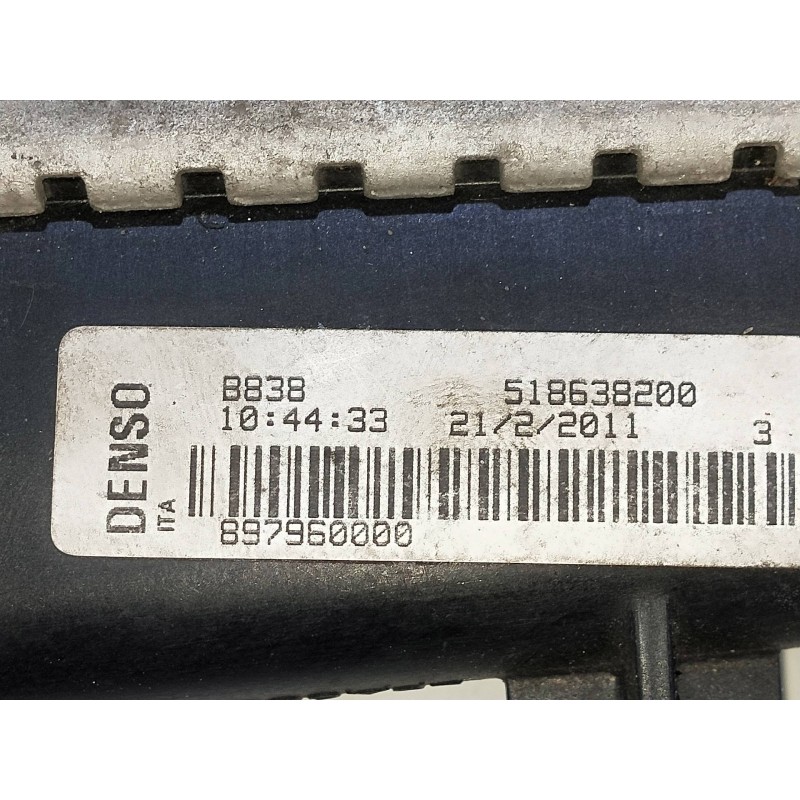 DENSO
ITA
B838 518638200
10:44:33 21/2/2011 3
897960000